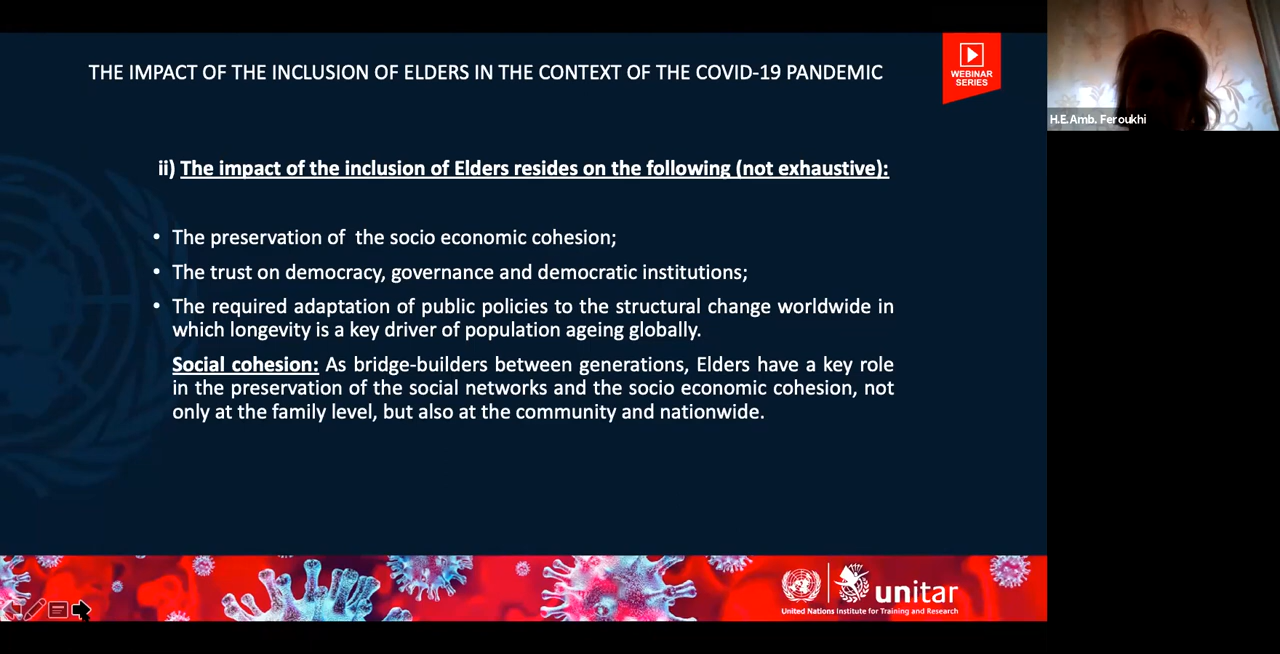 THE IMPACT OF THE INCLUSION OF ELDERS IN THE CONTEXT OF THE COVID-19 PANDEMIC
WEBINAR
SERIES
H.E.Amb. Feroukhi
ii) The impact of the inclusion of Elders resides on the following (not exhaustive):
• The preservation of the socio economic cohesion;
• The trust on democracy, governance and democratic institutions;
• The required adaptation of public policies to the structural change worldwide in
which longevity is a key driver of population ageing globally.
Social cohesion: As bridge-builders between generations, Elders have a key role
in the preservation of the social networks and the socio economic cohesion, not
only at the family level, but also at the community and nationwide.
unitar
United Nations Institute for Training and Research